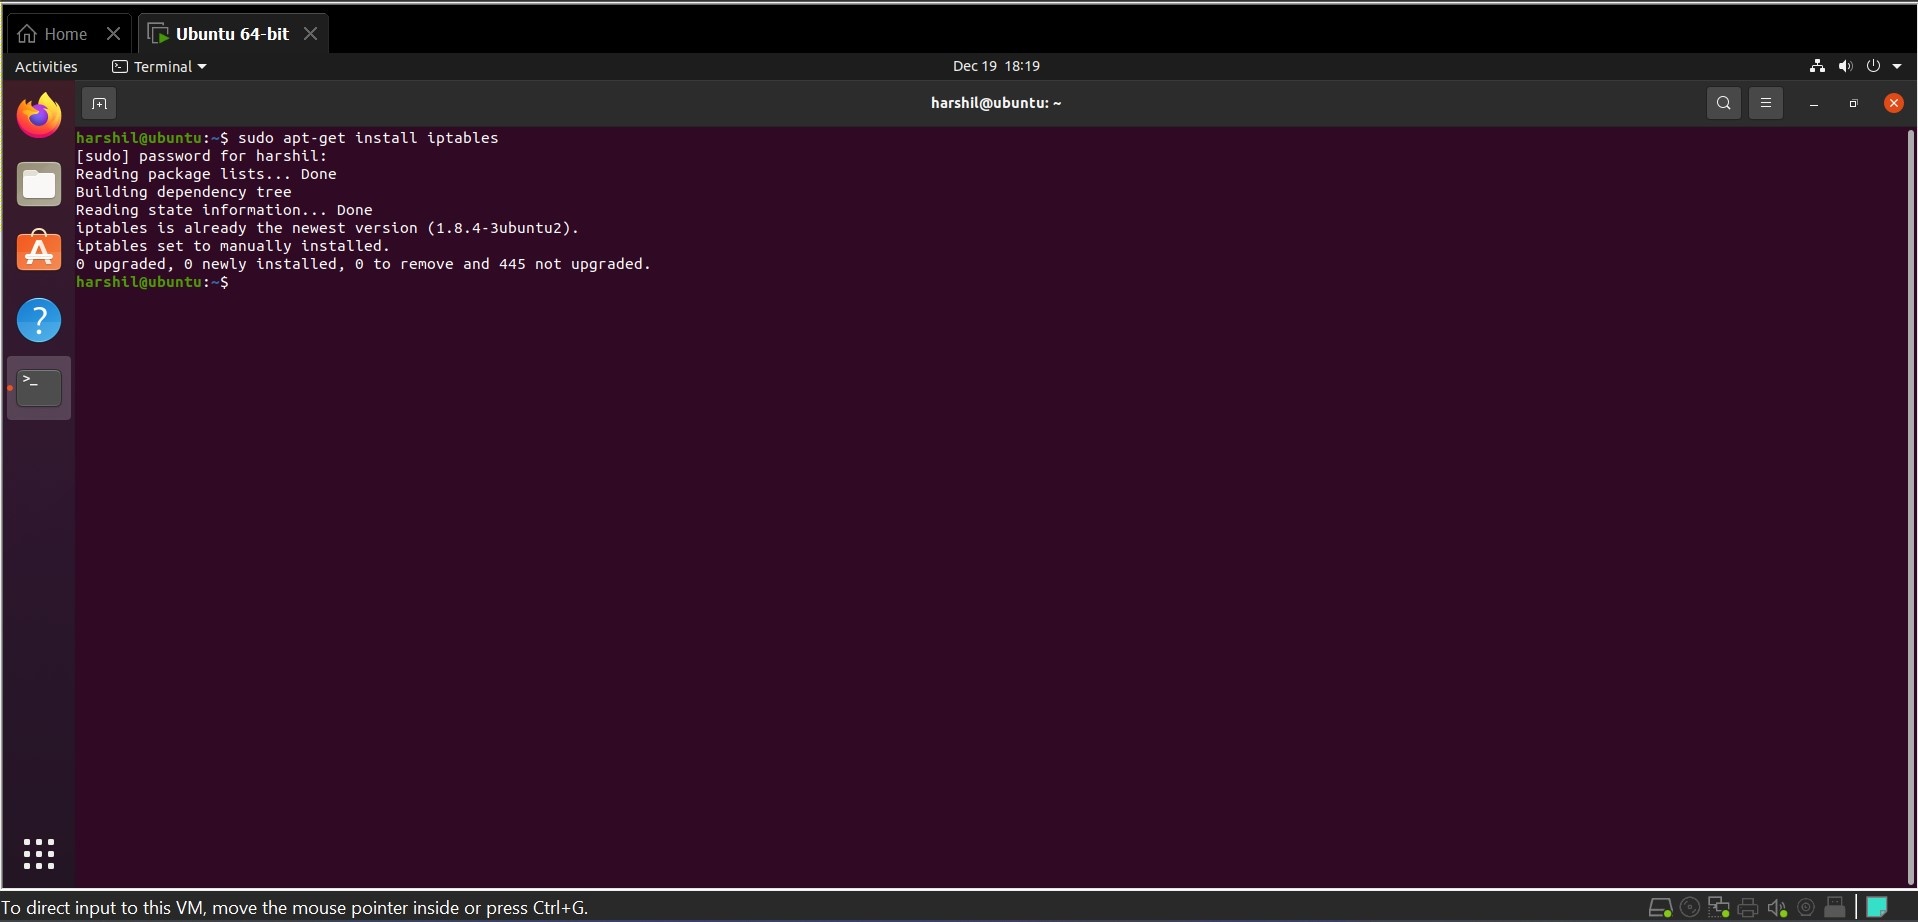 Home
Ubuntu 64-bit
Activities
Terminal
Dec 19 18:19
harshil@ubuntu: ~
harshil@ubuntu:~$ sudo apt-get install iptables
[sudo] password for harshil:
Reading package lists... Done
Building dependency tree
Reading state information... Done
iptables is already the newest version (1.8.4-3ubuntu2).
iptables set to manually installed.
0 upgraded, 0 newly installed, 0 to remove and 445 not upgraded.
harshil@ubuntu:~$
To direct input to this VM, move the mouse pointer inside or press Ctrl+G.